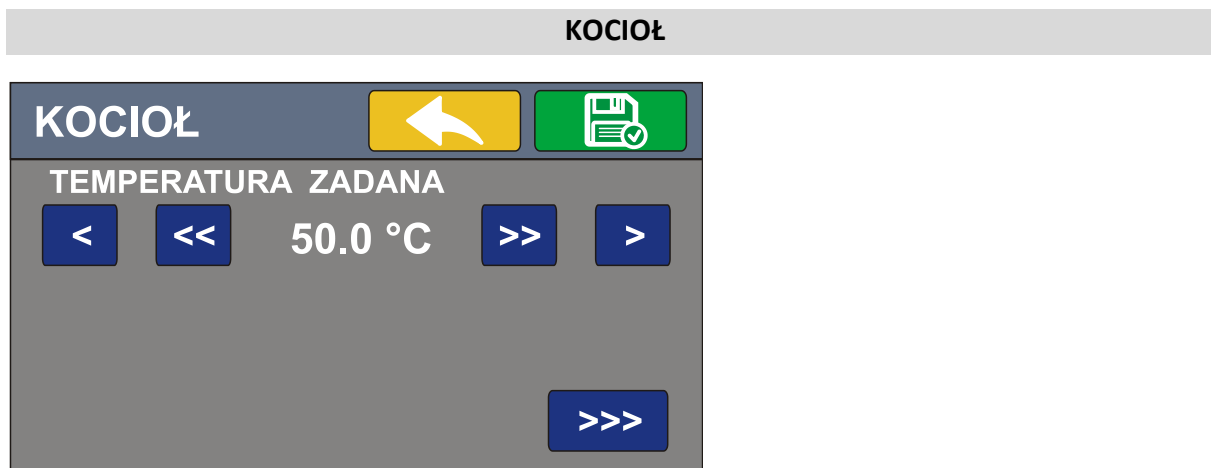 KOCIOŁ
KOCIOŁ
TEMPERATURA ZADANA
< << 50.0 °C >> >
>>>